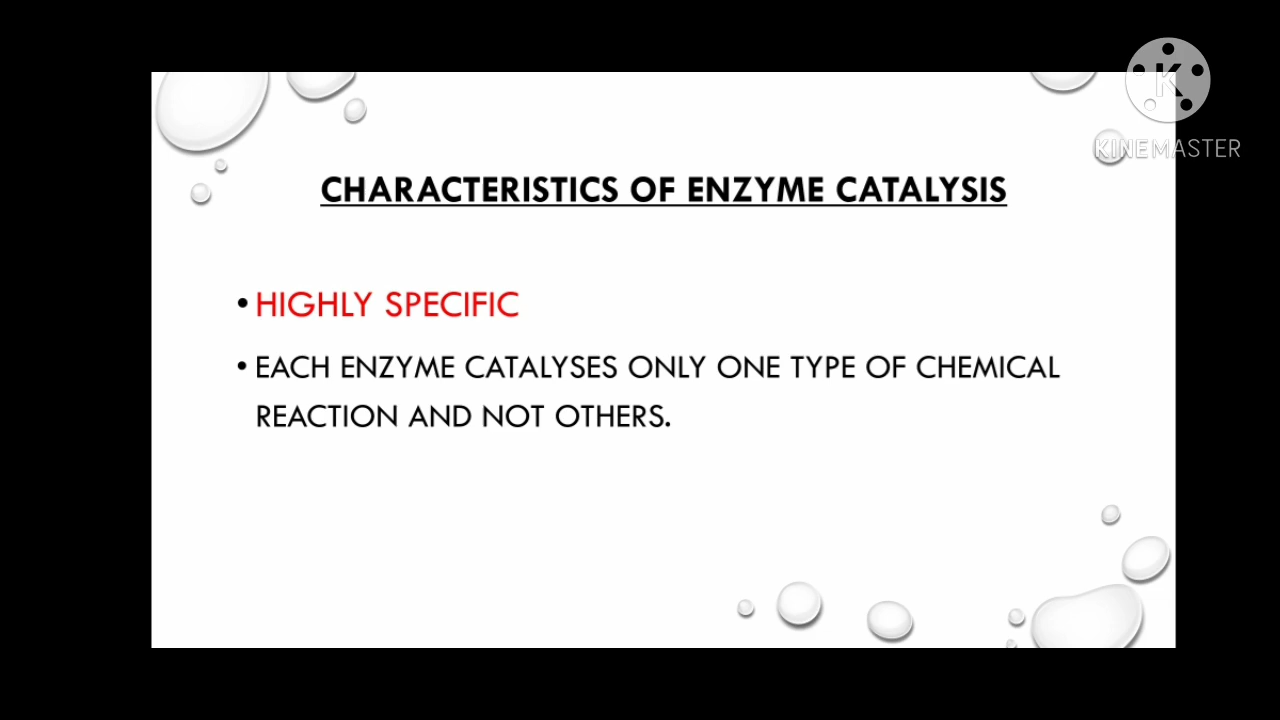 K
KINEMASTER
CHARACTERISTICS OF ENZYME CATALYSIS
• HIGHLY SPECIFIC
• EACH ENZYME CATALYSES ONLY ONE TYPE OF CHEMICAL
REACTION AND NOT OTHERS.